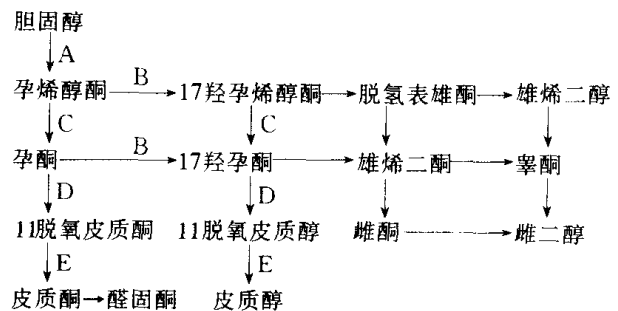 胆固醇
A
孕烯醇酮 B 17羟孕烯醇酮 脱氢表雄酮 雄烯二醇
C C
孕酮 B 17羟孕酮 雄烯二酮 睾酮
D D
11脱氧皮质酮 11脱氧皮质醇 雌酮 雌二醇
E E
皮质酮 醛固酮 皮质醇